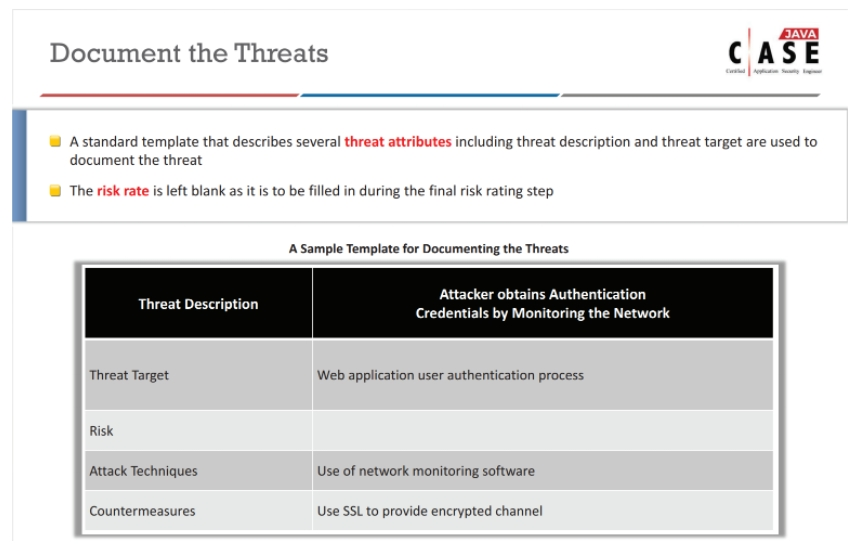 Document the Threats
JAVA
CASE
Certified Application Security Engineer
A standard template that describes several threat attributes including threat description and threat target are used to
document the threat
The risk rate is left blank as it is to be filled in during the final risk rating step
A Sample Template for Documenting the Threats
Threat Description
Attacker obtains Authentication
Credentials by Monitoring the Network
Threat Target
Web application user authentication process
Risk
Attack Techniques
Use of network monitoring software
Countermeasures
Use SSL to provide encrypted channel